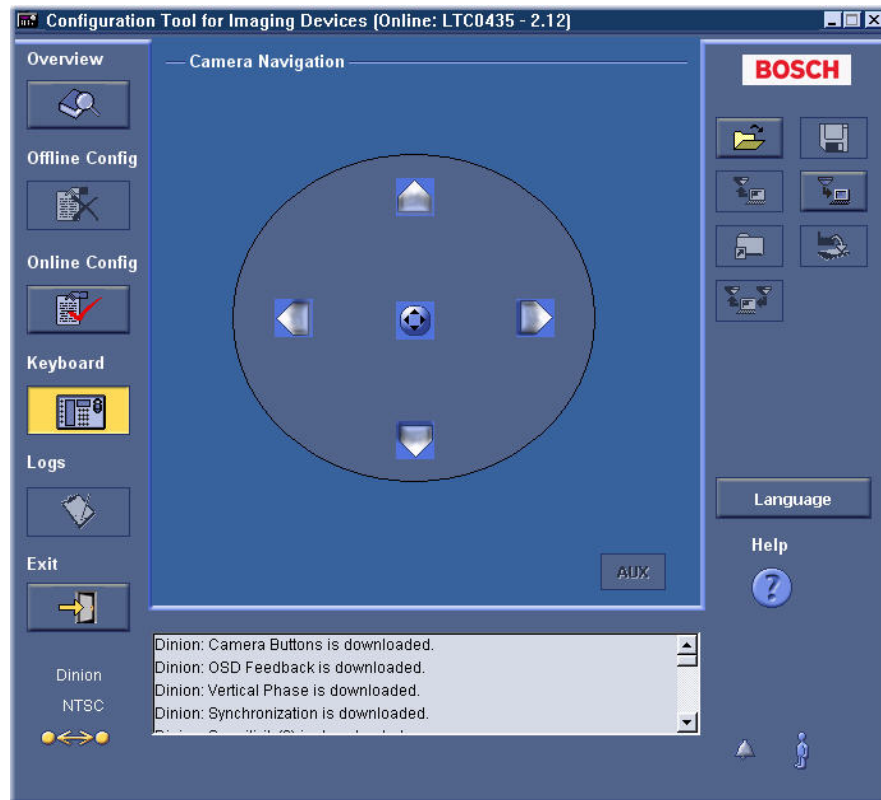 Configuration Tool for Imaging Devices (Online: LTC0435 - 2.12)
Overview
Offline Config
Online Config
Keyboard
Logs
Exit
Dinion
NTSC
Camera Navigation
AUX
Dinion: Camera Buttons is downloaded.
Dinion: OSD Feedback is downloaded.
Dinion: Vertical Phase is downloaded.
Dinion: Synchronization is downloaded.
BOSCH
Language
Help
?